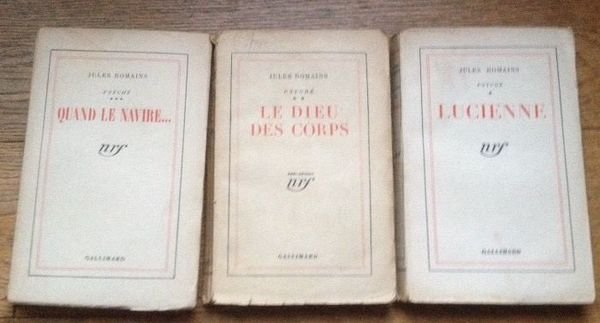 JULES ROMAINS
PSYCHÉ
***
QUAND LE NAVIRE...
nrf
GALLIMARD
JULES ROMAINS
PSYCHÉ
**
LE DIEU
DES CORPS
nrf
GALLIMARD
JULES ROMAINS
PSYCHÉ
*
LUCIENNE
nrf
GALLIMARD